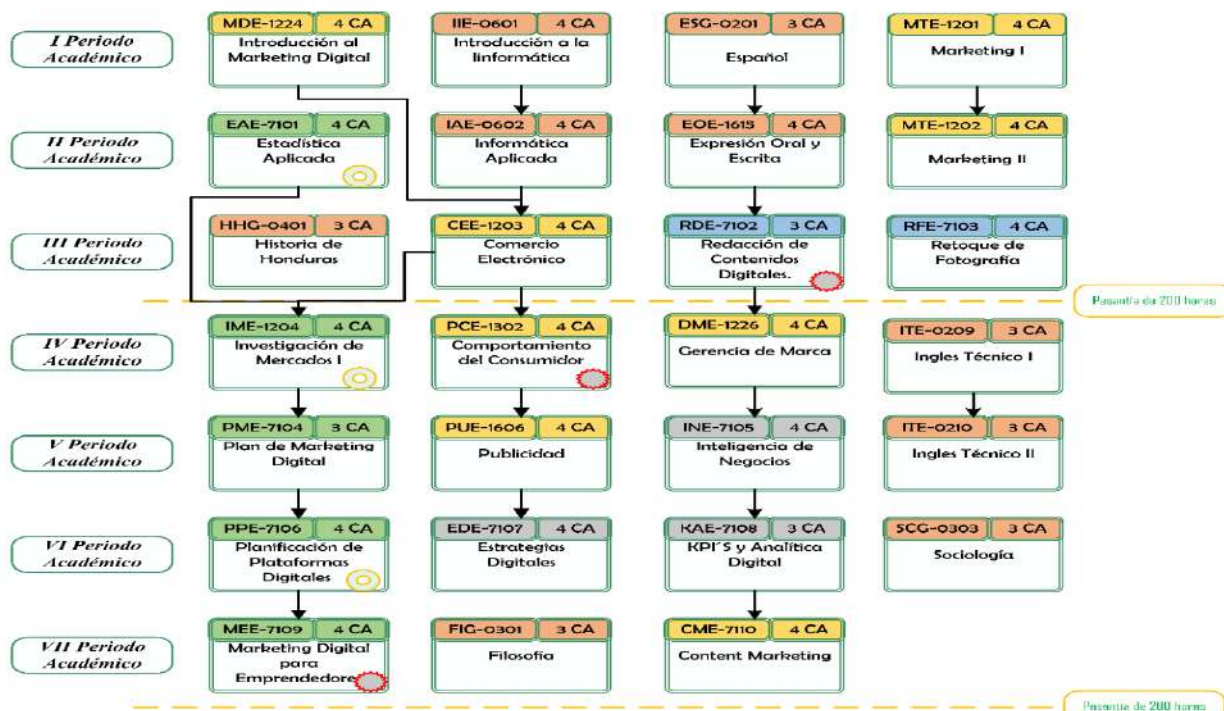 MDE-1224 4 CA IIE-0601 4 CA ESG-0201 3 CA MTE-1201 4 CA
I Periodo
Académico
Introducción al
Marketing Digital
Introducción a la
Iinformática
Español
Marketing I
EAE-7101 4 CA IAE-0602 4 CA EOE-1615 4 CA MTE-1202 4 CA
II Periodo
Académico
Estadística
Aplicada
Informática
Aplicada
Expresión Oral y
Escrita
Marketing II
HHG-0401 3 CA CEE-1203 4 CA RDE-7102 3 CA RFE-7103 4 CA
III Periodo
Académico
Historia de
Honduras
Comercio
Electrónico
Redacción de
Contenidos
Digitales.
Retoque de
Fotografía
Pasantía de 200 horas
IME-1204 4 CA PCE-1302 4 CA DME-1226 4 CA ITE-0209 3 CA
IV Periodo
Académico
Investigación de
Mercados I
Comportamiento
del Consumidor
Gerencia de Marca
Ingles Técnico I
PME-7104 3 CA PUE-1606 4 CA INE-7105 4 CA ITE-0210 3 CA
V Periodo
Académico
Plan de Marketing
Digital
Publicidad
Inteligencia de
Negocios
Ingles Técnico II
PPE-7106 4 CA EDE-7107 4 CA KAE-7108 3 CA SCG-0303 3 CA
VI Periodo
Académico
Planificación de
Plataformas
Digitales
Estrategias
Digitales
KPI´S y Analítica
Digital
Sociología
MEE-7109 4 CA FIG-0301 3 CA CME-7110 4 CA
VII Periodo
Académico
Marketing Digital
para
Emprendedore
Filosofía
Content Marketing
Pasantía de 200 horas